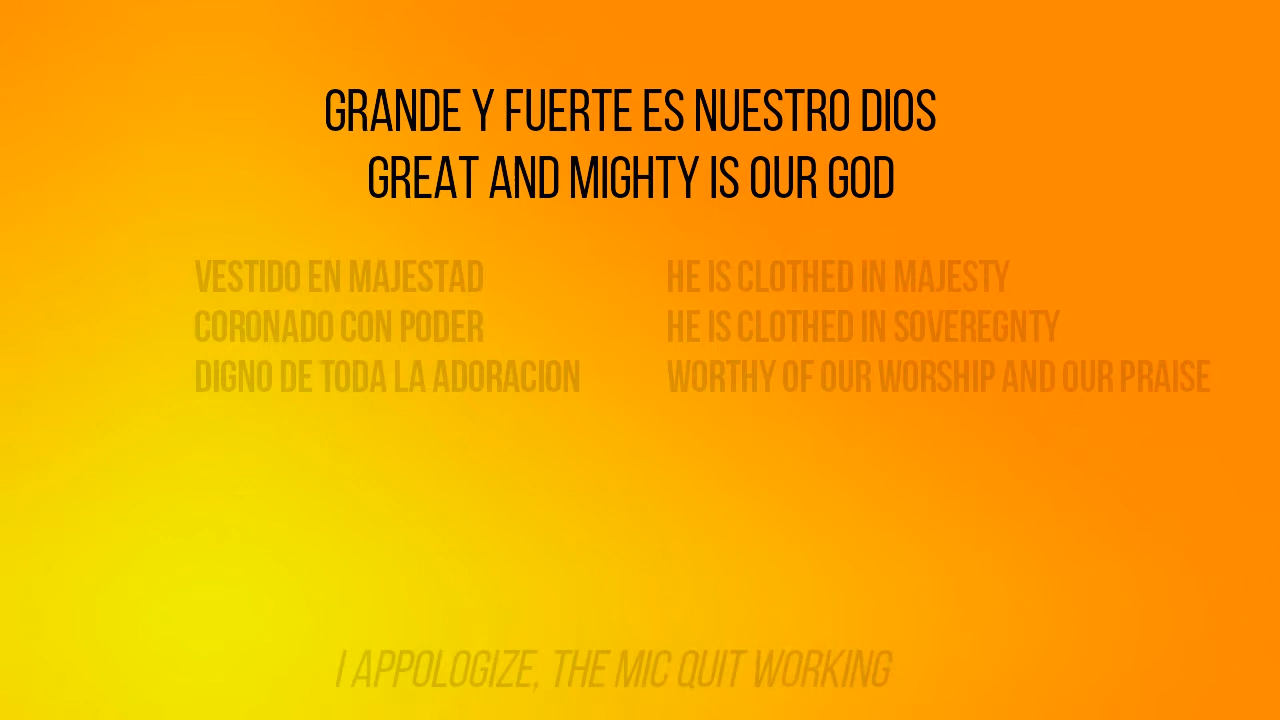 GRANDE Y FUERTE ES NUESTRO DIOS
GREAT AND MIGHTY IS OUR GOD
VESTIDO EN MAJESTAD
CORONADO CON PODER
DIGNO DE TODA LA ADORACION
HE IS CLOTHED IN MAJESTY
HE IS CLOTHED IN SOVEREGNTY
WORTHY OF OUR WORSHIP AND OUR PRAISE
I APPOLOGIZE, THE MIC QUIT WORKING